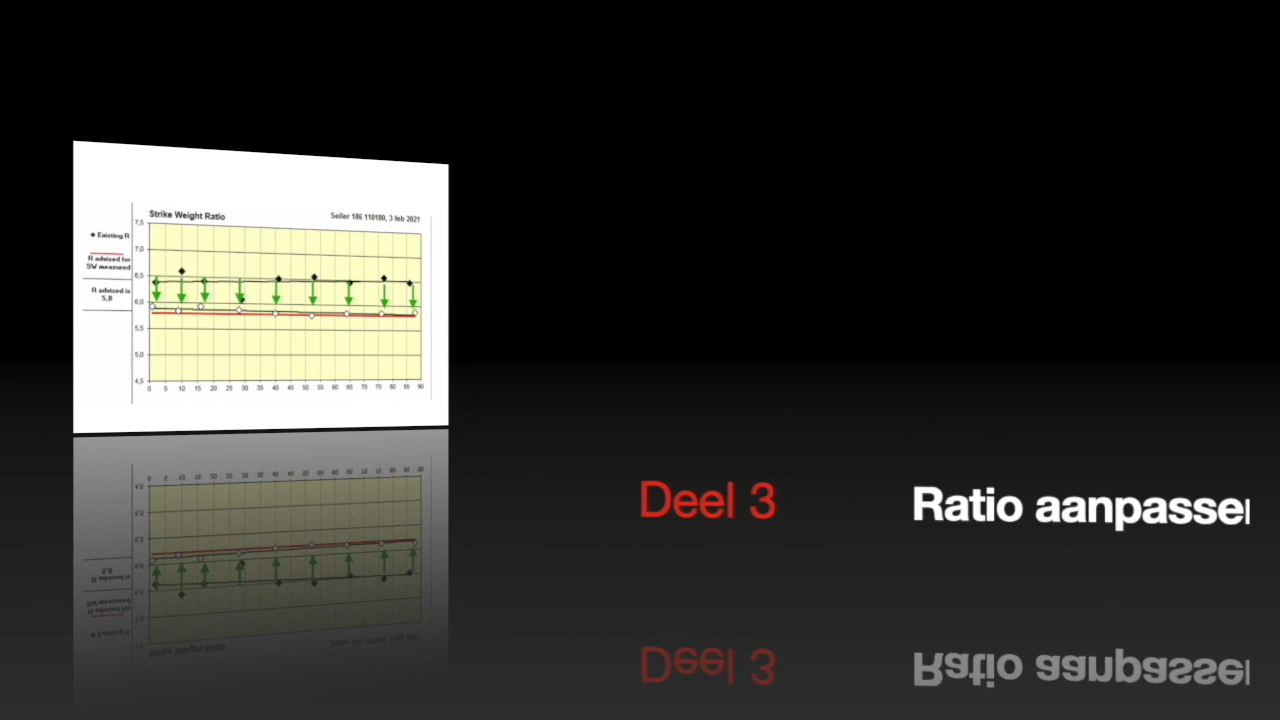 Strike Weight Ratio
Seiler 186 110180, 3 feb 2021
7,5
7,0
6,5
6,0
5,5
5,0
4,5
0 5 10 15 20 25 30 35 40 45 50 55 60 65 70 75 80 85 90
Existing R
R advised for
SW measured
R advised is
5,8
Deel 3
Ratio aanpassen